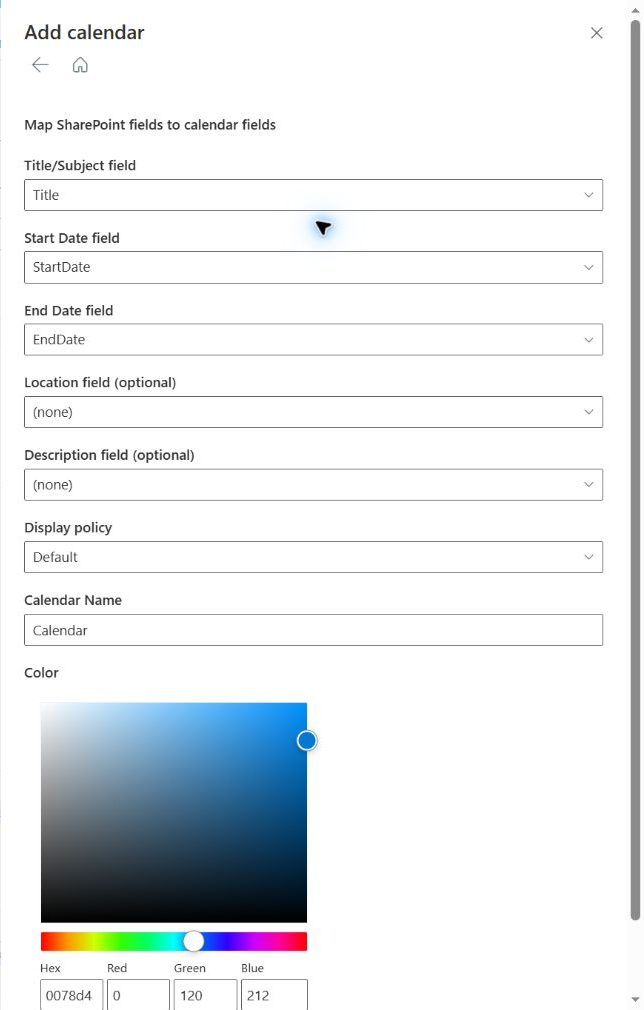 Add calendar
Map SharePoint fields to calendar fields
Title/Subject field
Title
Start Date field
StartDate
End Date field
EndDate
Location field (optional)
(none)
Description field (optional)
(none)
Display policy
Default
Calendar Name
Calendar
Color
Hex Red Green Blue
0078d4 0 120 212